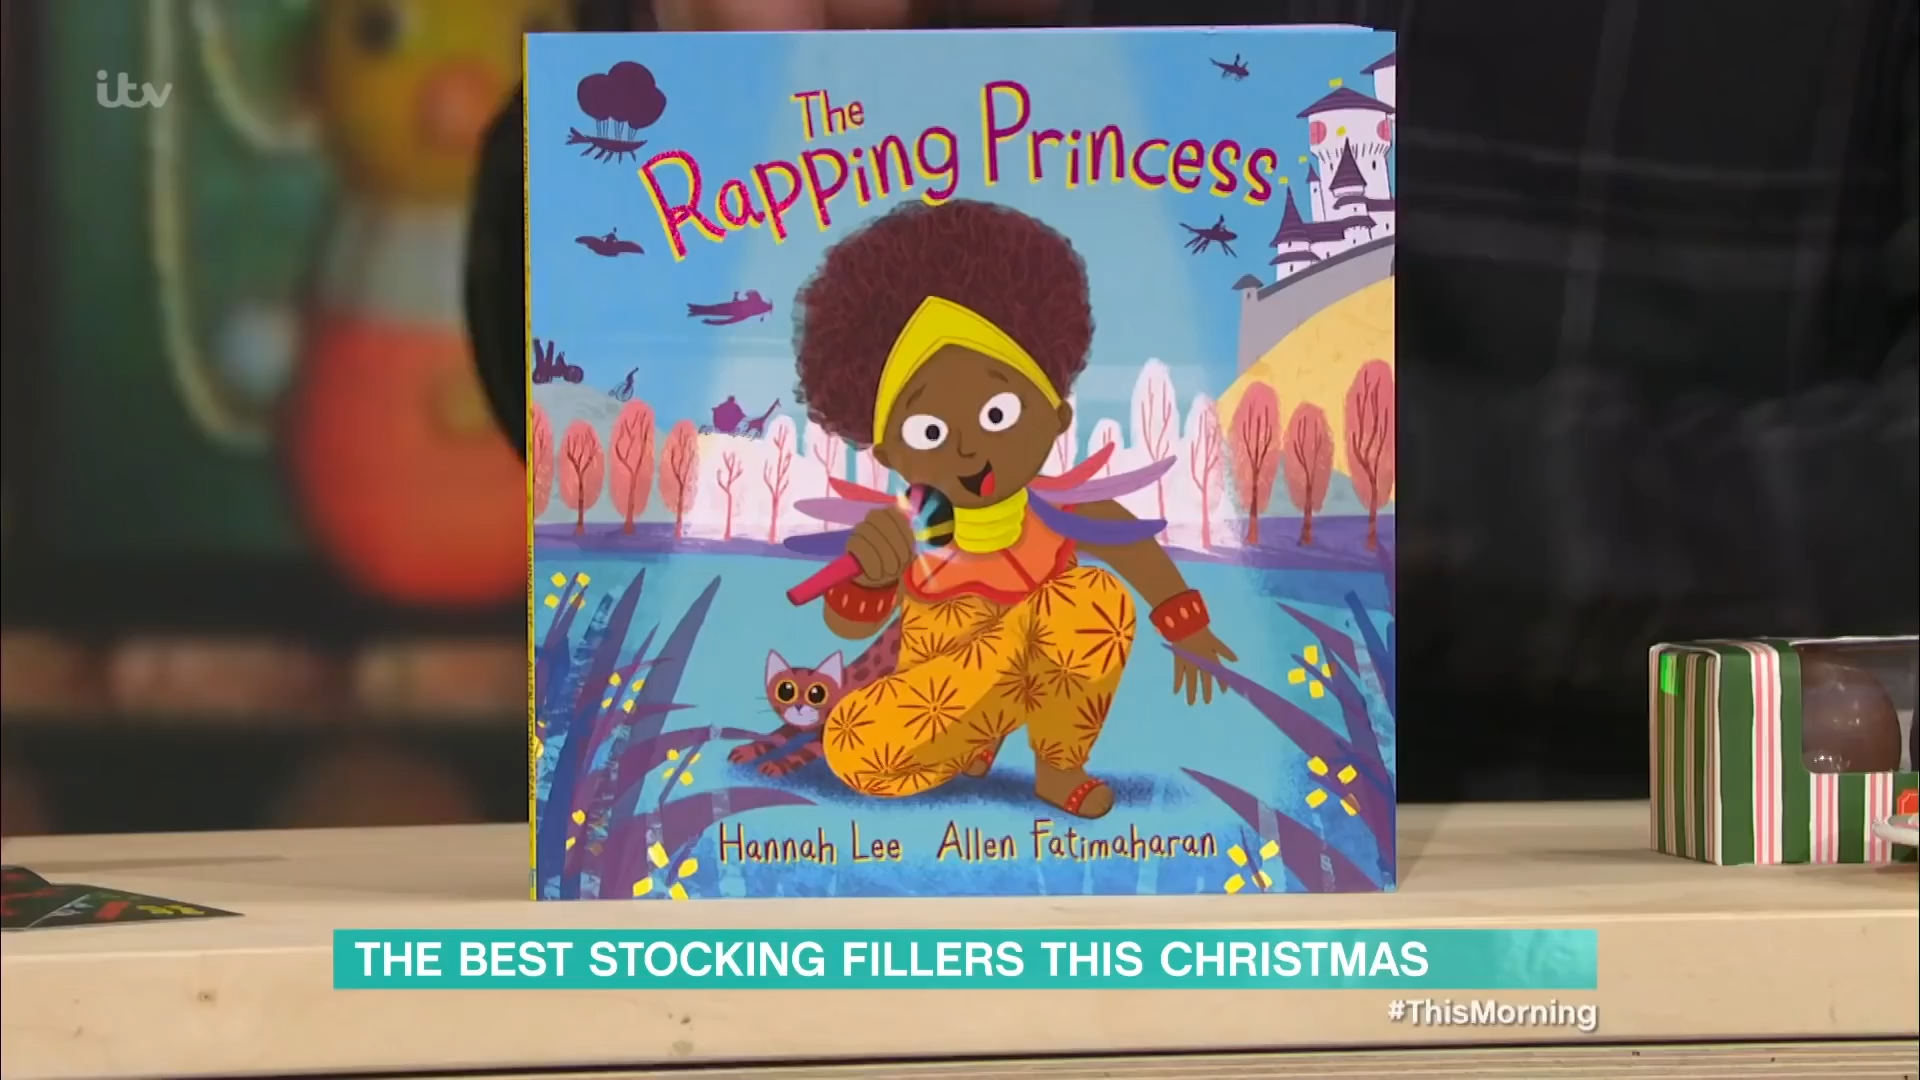 itv
The
Rapping Princess
Hannah Lee Allen Fatimaharan
THE BEST STOCKING FILLERS THIS CHRISTMAS
#ThisMorning